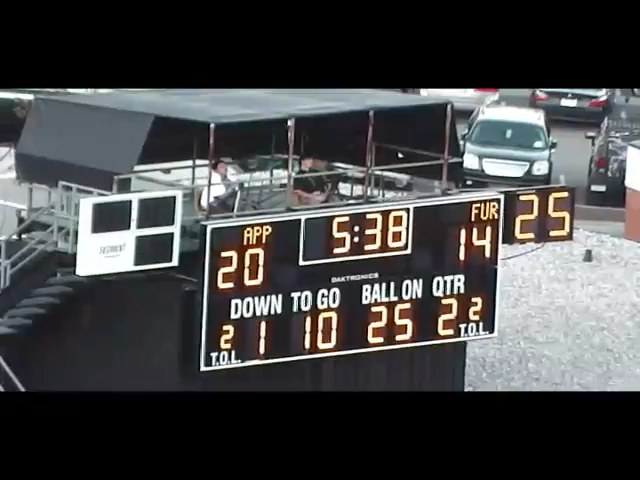 APP 5:38 FUR 25
20 14
DAKTRONICS
DOWN TO GO BALL ON QTR
2 1 10 25 2 2
T.O.L. T.O.L.